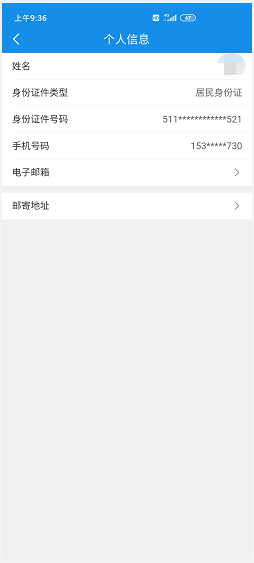 上午9:36
47
个人信息
姓名
身份证件类型 居民身份证
身份证件号码 511************521
手机号码 153*****730
电子邮箱
邮寄地址